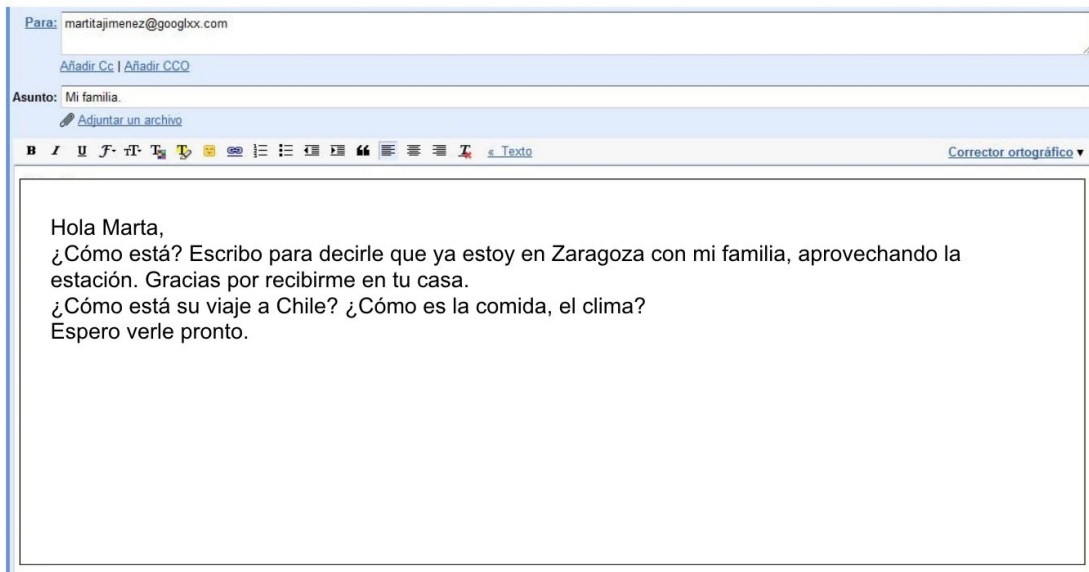 Para: martitajimenez@googlxx.com
Añadir Cc | Añadir CCO
Asunto: Mi familia.
Adjuntar un archivo
B I U « Texto Corrector ortográfico
Hola Marta,
¿Cómo está? Escribo para decirle que ya estoy en Zaragoza con mi familia, aprovechando la
estación. Gracias por recibirme en tu casa.
¿Cómo está su viaje a Chile? ¿Cómo es la comida, el clima?
Espero verle pronto.